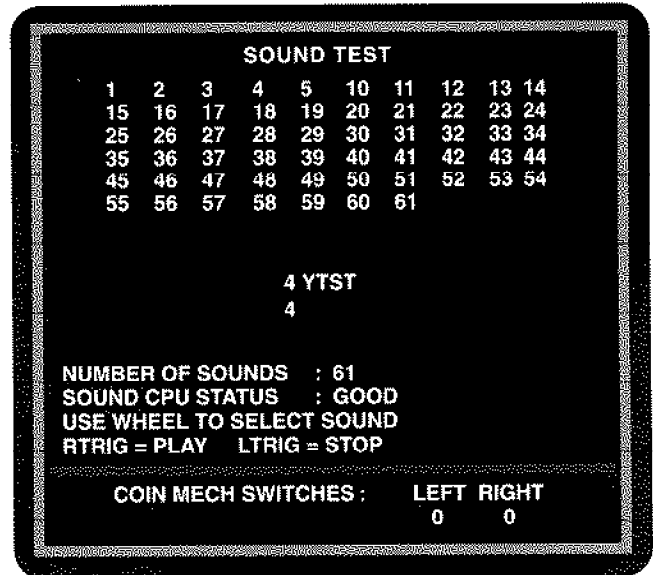 SOUND TEST
1 2 3 4 5 10 11 12 13 14
15 16 17 18 19 20 21 22 23 24
25 26 27 28 29 30 31 32 33 34
35 36 37 38 39 40 41 42 43 44
45 46 47 48 49 50 51 52 53 54
55 56 57 58 59 60 61
4 YTST
4
NUMBER OF SOUNDS : 61
SOUND CPU STATUS : GOOD
USE WHEEL TO SELECT SOUND
RTRIG = PLAY LTRIG = STOP
COIN MECH SWITCHES : LEFT RIGHT
0 0